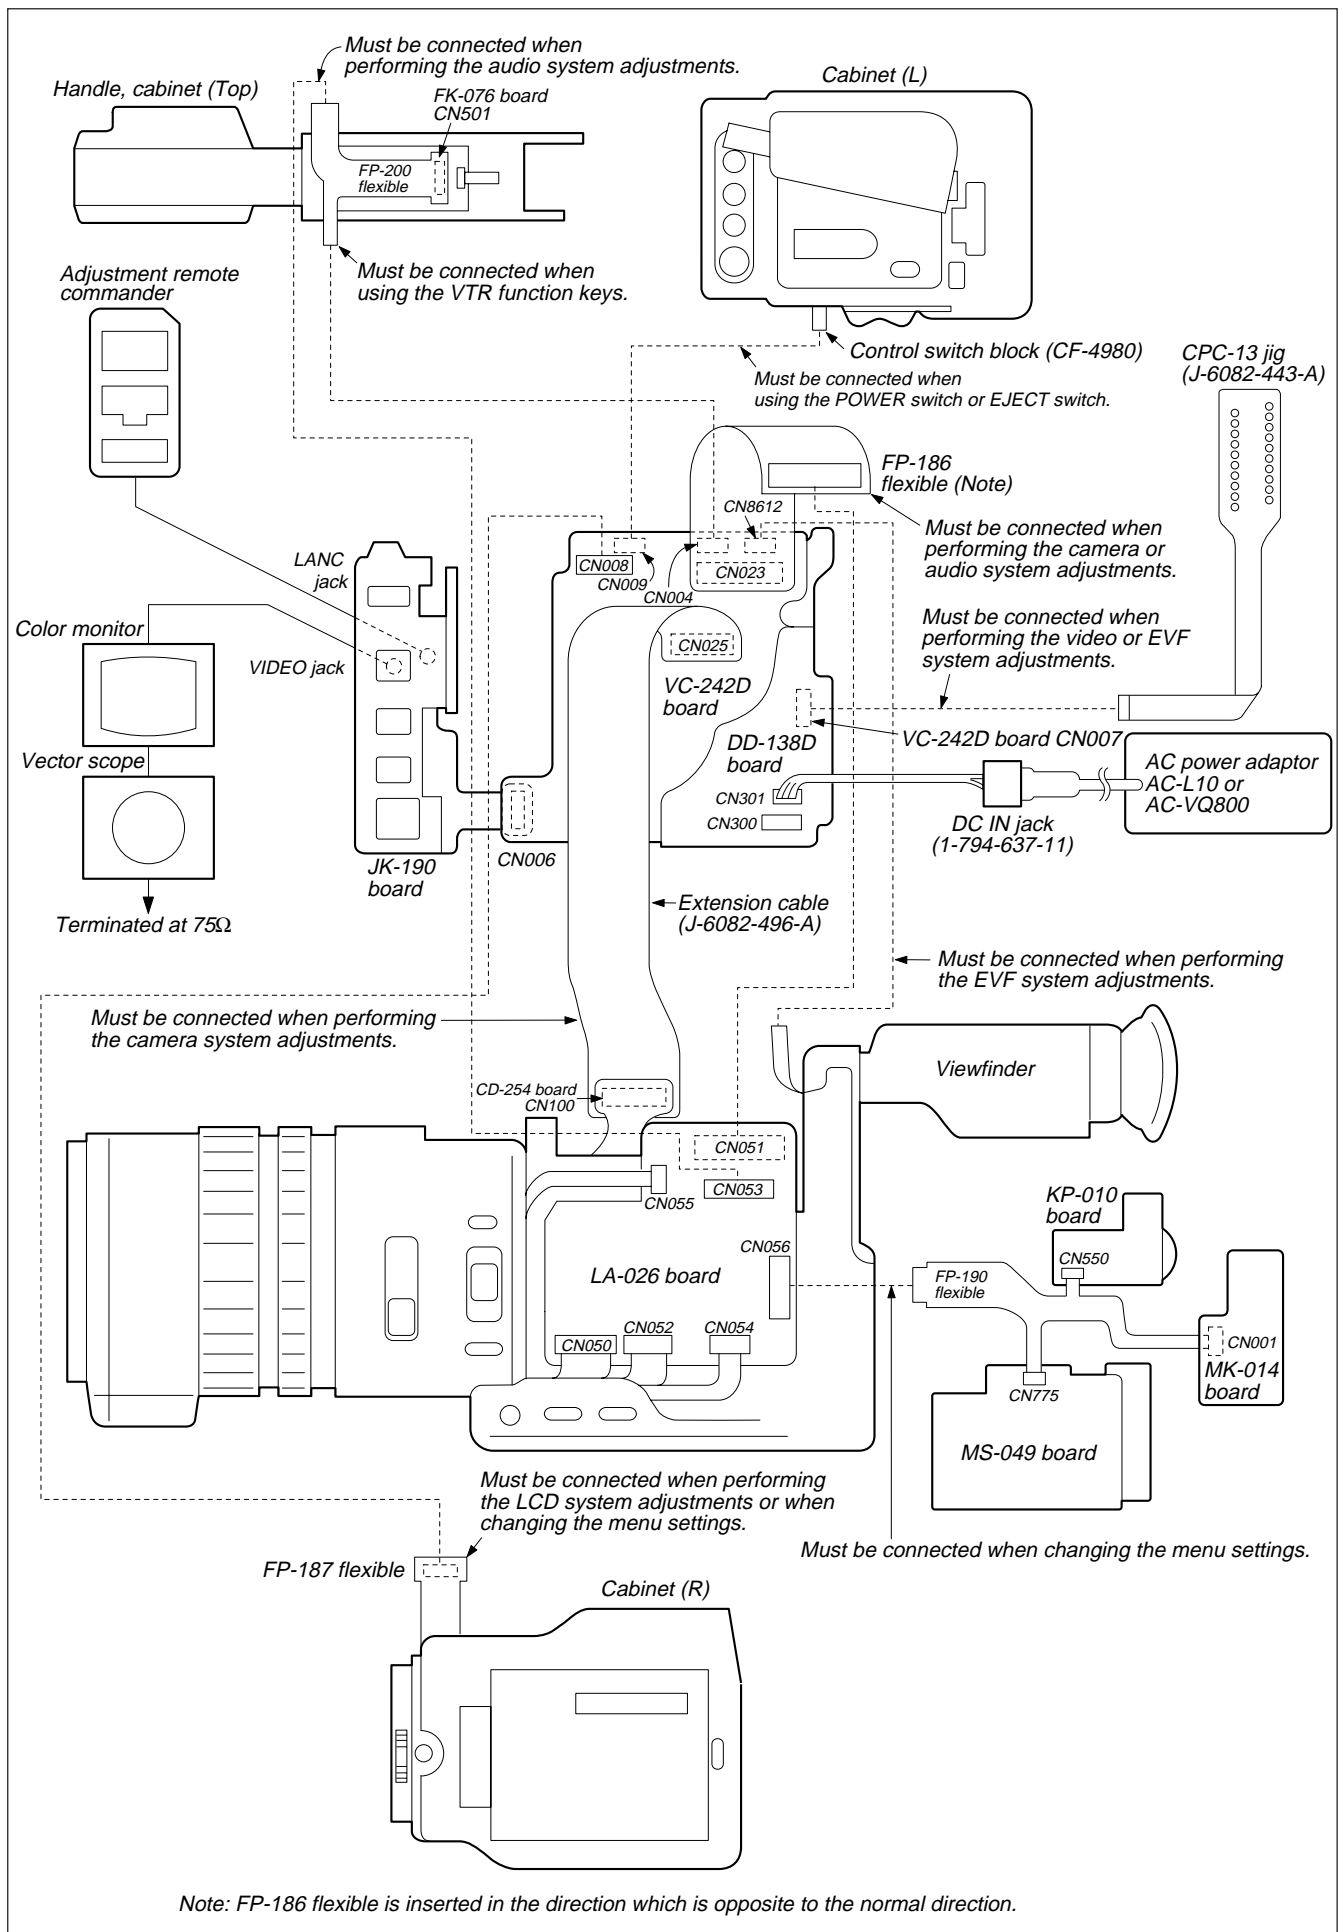 Must be connected when
performing the audio system adjustments.
Handle, cabinet (Top)
FK-076 board
CN501
FP-200
flexible
Cabinet (L)
Must be connected when
using the VTR function keys.
Adjustment remote
commander
Control switch block (CF-4980)
Must be connected when
using the POWER switch or EJECT switch.
CPC-13 jig
(J-6082-443-A)
FP-186
flexible (Note)
CN8612
Must be connected when
performing the camera or
audio system adjustments.
LANC
jack
CN008
CN009
CN004
CN023
Color monitor
VIDEO jack
CN025
VC-242D
board
Must be connected when
performing the video or EVF
system adjustments.
Vector scope
DD-138D
board
VC-242D board CN007
AC power adaptor
AC-L10 or
AC-VQ800
CN301
CN300
DC IN jack
(1-794-637-11)
JK-190
board
CN006
Terminated at 75Ω
Extension cable
(J-6082-496-A)
Must be connected when performing
the EVF system adjustments.
Must be connected when performing
the camera system adjustments.
Viewfinder
CD-254 board
CN100
CN051
CN053
CN055
KP-010
board
CN056
CN550
LA-026 board
FP-190
flexible
CN050
CN052
CN054
CN001
MK-014
board
CN775
MS-049 board
Must be connected when performing
the LCD system adjustments or when
changing the menu settings.
Must be connected when changing the menu settings.
FP-187 flexible
Cabinet (R)
Note: FP-186 flexible is inserted in the direction which is opposite to the normal direction.